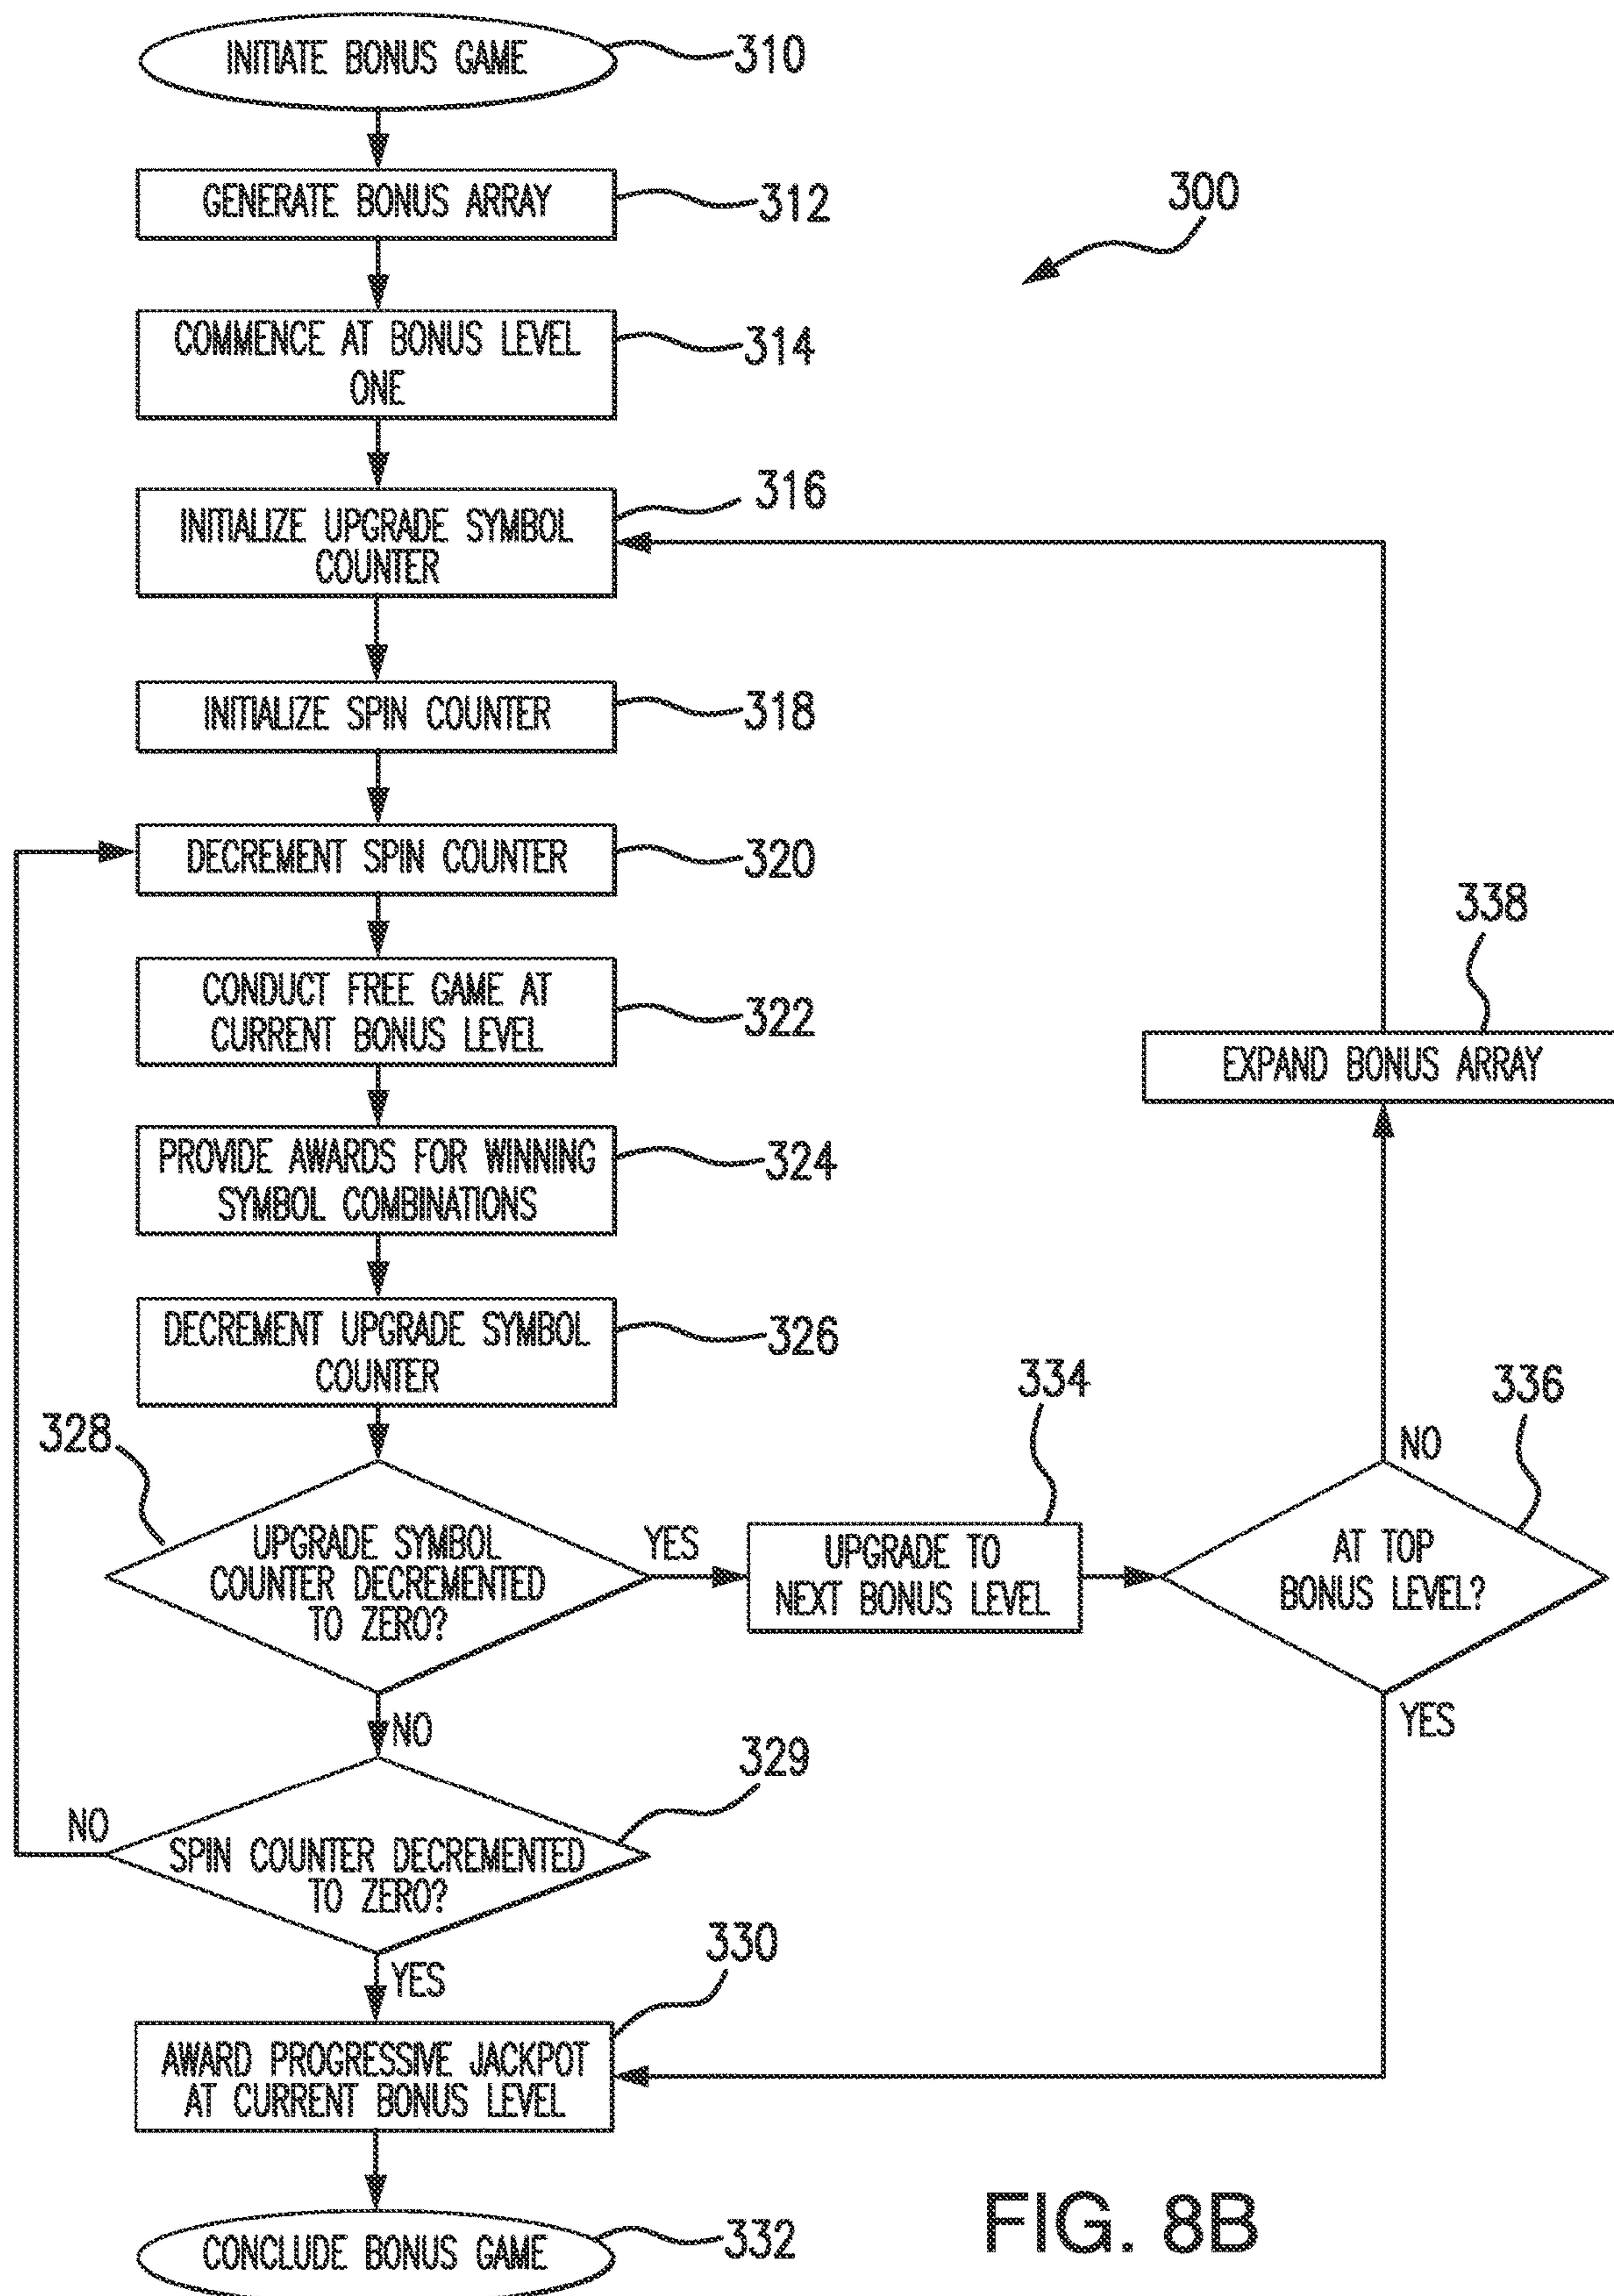 INITIATE BONUS GAME
310
GENERATE BONUS ARRAY
312
300
COMMENCE AT BONUS LEVEL
ONE
314
INITIALIZE UPGRADE SYMBOL
COUNTER
316
INITIALIZE SPIN COUNTER
318
DECREMENT SPIN COUNTER
320
CONDUCT FREE GAME AT
CURRENT BONUS LEVEL
322
338
EXPAND BONUS ARRAY
PROVIDE AWARDS FOR WINNING
SYMBOL COMBINATIONS
324
DECREMENT UPGRADE SYMBOL
COUNTER
326
328
UPGRADE SYMBOL
COUNTER DECREMENTED
TO ZERO?
YES
334
UPGRADE TO
NEXT BONUS LEVEL
336
NO
AT TOP
BONUS LEVEL?
YES
NO
329
NO
SPIN COUNTER DECREMENTED
TO ZERO?
YES
330
AWARD PROGRESSIVE JACKPOT
AT CURRENT BONUS LEVEL
CONCLUDE BONUS GAME
332
FIG. 8B